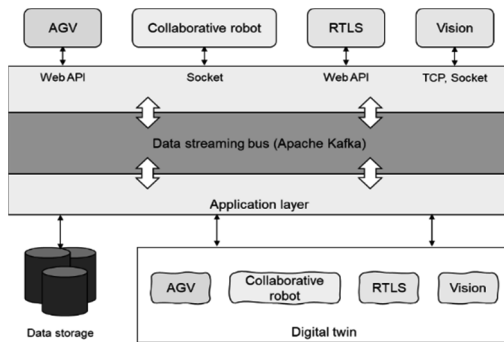 AGV
Collaborative robot
RTLS
Vision
Web API
Socket
Web API
TCP, Socket
Data streaming bus (Apache Kafka)
Application layer
AGV
Collaborative
robot
RTLS
Vision
Data storage
Digital twin